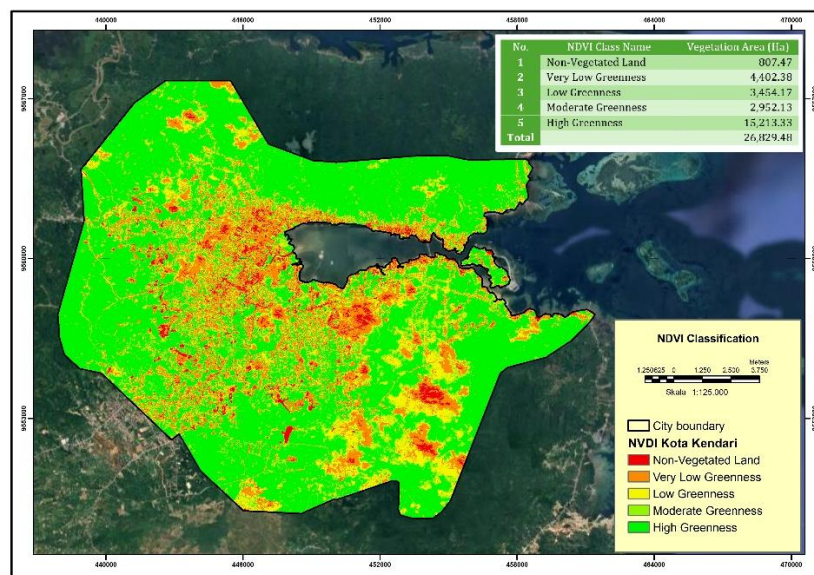 440000 446000 452000 458000 464000 470000
No. NDVI Class Name Vegetation Area (Ha)
1 Non-Vegetated Land 807.47
2 Very Low Greenness 4,402.38
3 Low Greenness 3,454.17
4 Moderate Greenness 2,952.13
5 High Greenness 15,213.33
Total 26,829.48
NDVI Classification
Meters
1.250625 0 1.250 2.500 3.750
Skala 1:125.000
City boundary
NVDI Kota Kendari
Non-Vegetated Land
Very Low Greenness
Low Greenness
Moderate Greenness
High Greenness
440000 446000 452000 458000 464000 470000